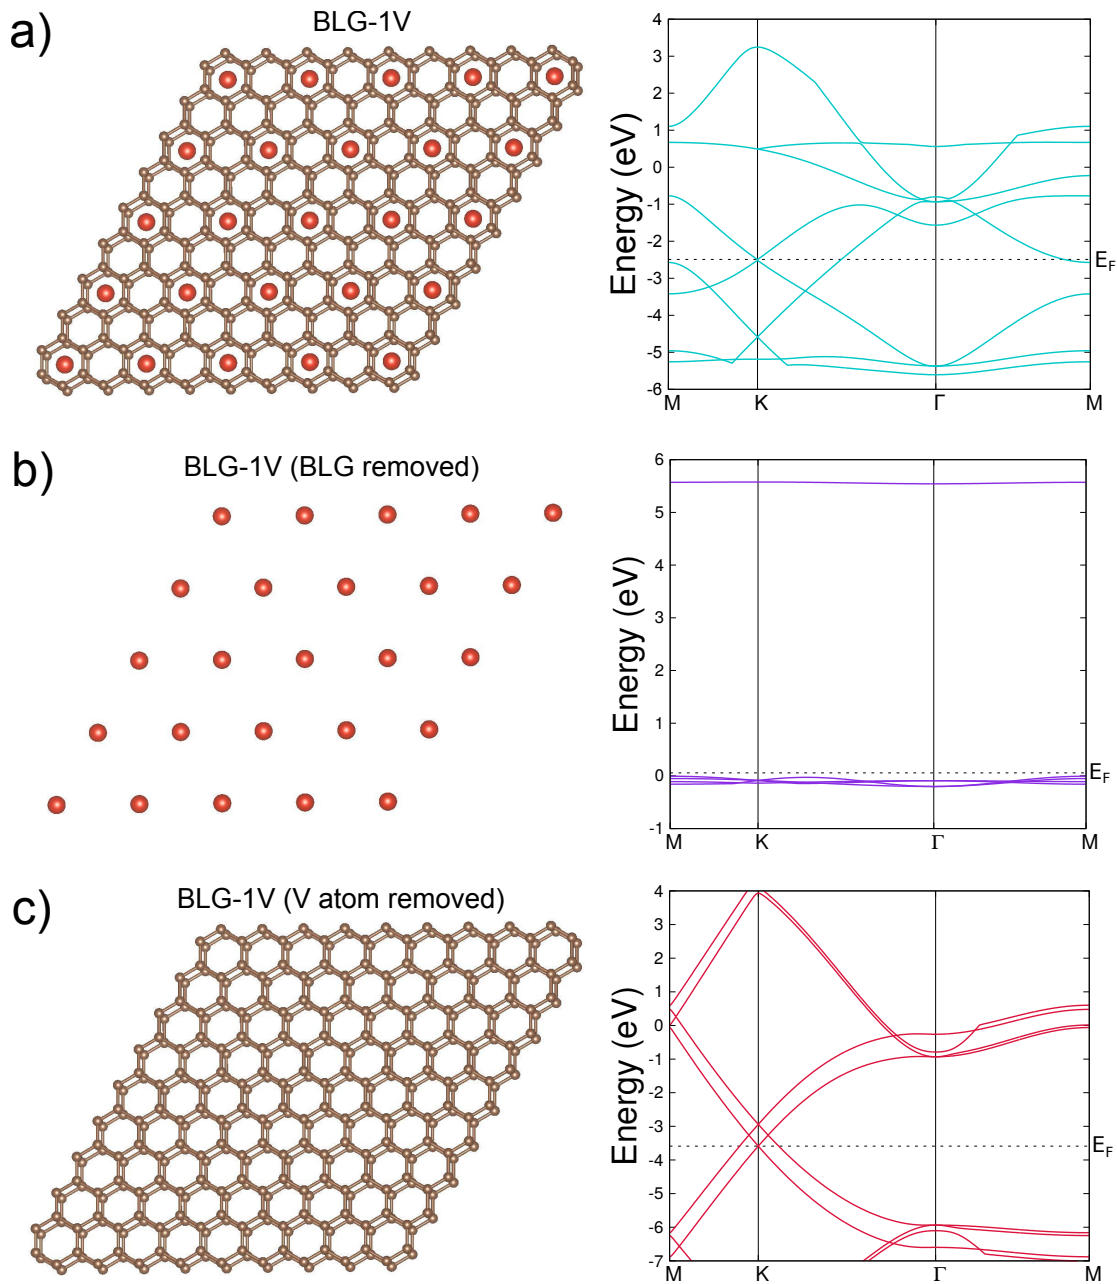 a)
BLG-1V
Energy (eV)
4
3
2
1
0
-1
-2
-3
-4
-5
-6
E_F
M K Γ M
b)
BLG-1V (BLG removed)
Energy (eV)
6
5
4
3
2
1
0
-1
E_F
M K Γ M
c)
BLG-1V (V atom removed)
Energy (eV)
4
3
2
1
0
-1
-2
-3
-4
-5
-6
-7
E_F
M K Γ M